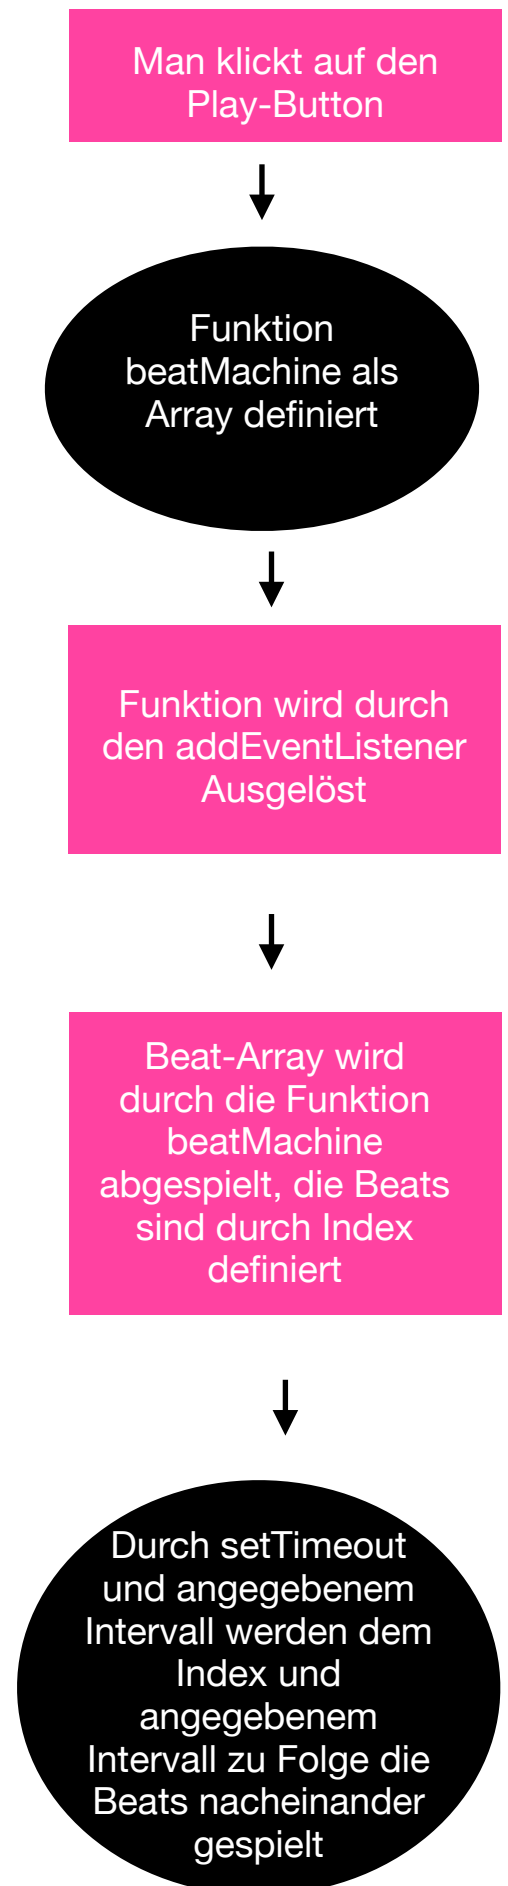 Man klickt auf den
Play-Button
Funktion
beatMachine als
Array definiert
Funktion wird durch
den addEventListener
Ausgelöst
Beat-Array wird
durch die Funktion
beatMachine
abgespielt, die Beats
sind durch Index
definiert
Durch setTimeout
und angegebenem
Intervall werden dem
Index und
angegebenem
Intervall zu Folge die
Beats nacheinander
gespielt